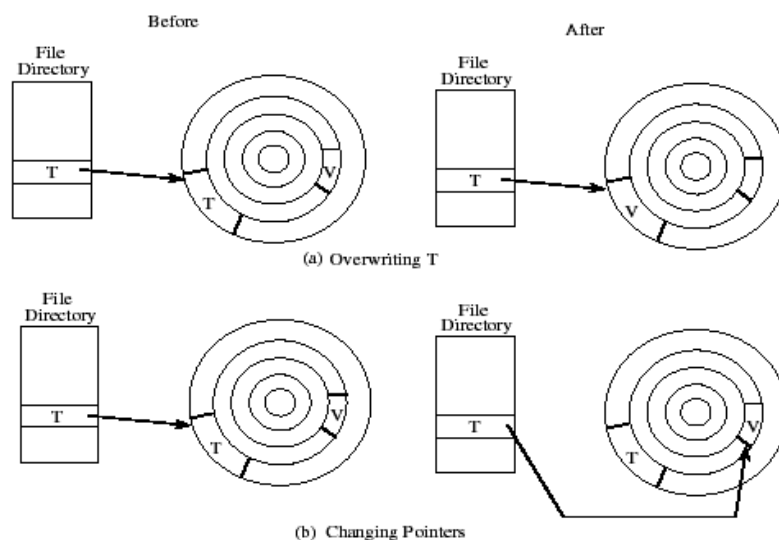 Before
After
File
Directory
T
T
V
File
Directory
T
V
(a) Overwriting T
File
Directory
T
T
V
File
Directory
T
T
V
(b) Changing Pointers